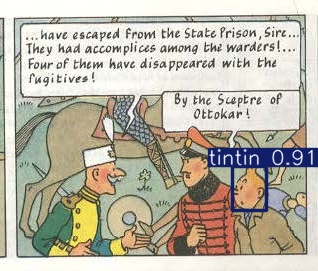 ...have escaped from the State Prison, Sire...
They had accomplices among the warders!...
Four of them have disappeared with the
fugitives!
By the Sceptre of
Ottokar!
tintin 0.91